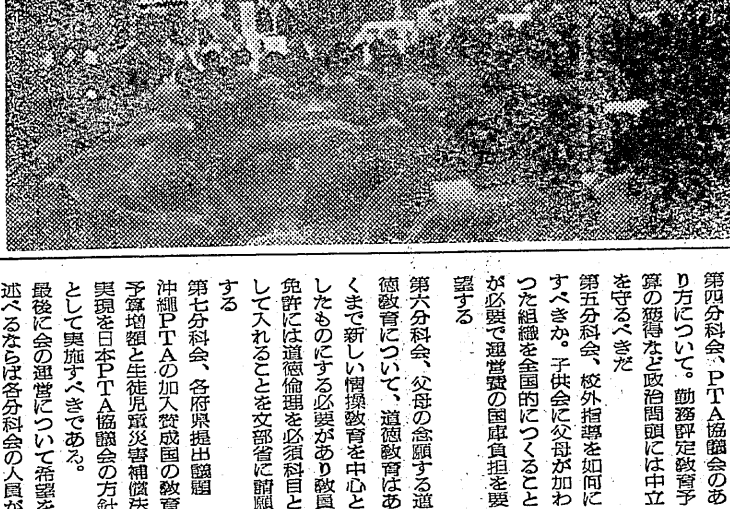 第四分科会、PTA協議会のあ
り方について。勤務評定教育予
算の獲得など政治問題には中立
を守るべきだ
第五分科会、校外指導を如何に
すべきか。子供会に父母が加わ
つた組織を全国的につくること
が必要で運営費の国庫負担を要
望する
第六分科会、父母の念願する道
徳教育について、道徳教育はあ
くまで新しい情操教育を中心と
したものにする必要があり教員
免許には道徳倫理を必須科目と
して入れることを文部省に請願
する
第七分科会、各府県提出議題
沖縄PTAの加入賛成国の教育
予算増額と生徒児童災害補償法
実現を日本PTA協議会の方針
として実施すべきである。
最後に会の運営について希望を
述べるならば各分科会の人員が